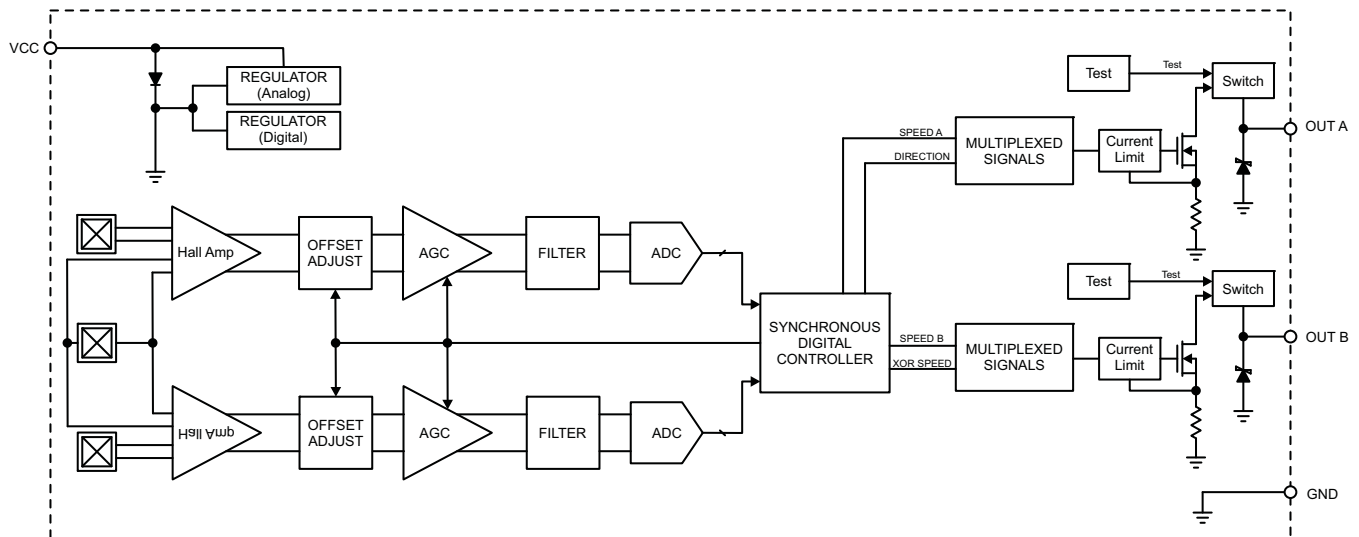 VCC
REGULATOR
(Analog)
REGULATOR
(Digital)
Test
Test
Switch
OUT A
SPEED A
DIRECTION
MULTIPLEXED
SIGNALS
Current
Limit
Hall Amp
OFFSET
ADJUST
AGC
FILTER
ADC
Test
Test
Switch
OUT B
SYNCHRONOUS
DIGITAL
CONTROLLER
SPEED B
XOR SPEED
MULTIPLEXED
SIGNALS
Current
Limit
Hall Amp
OFFSET
ADJUST
AGC
FILTER
ADC
GND